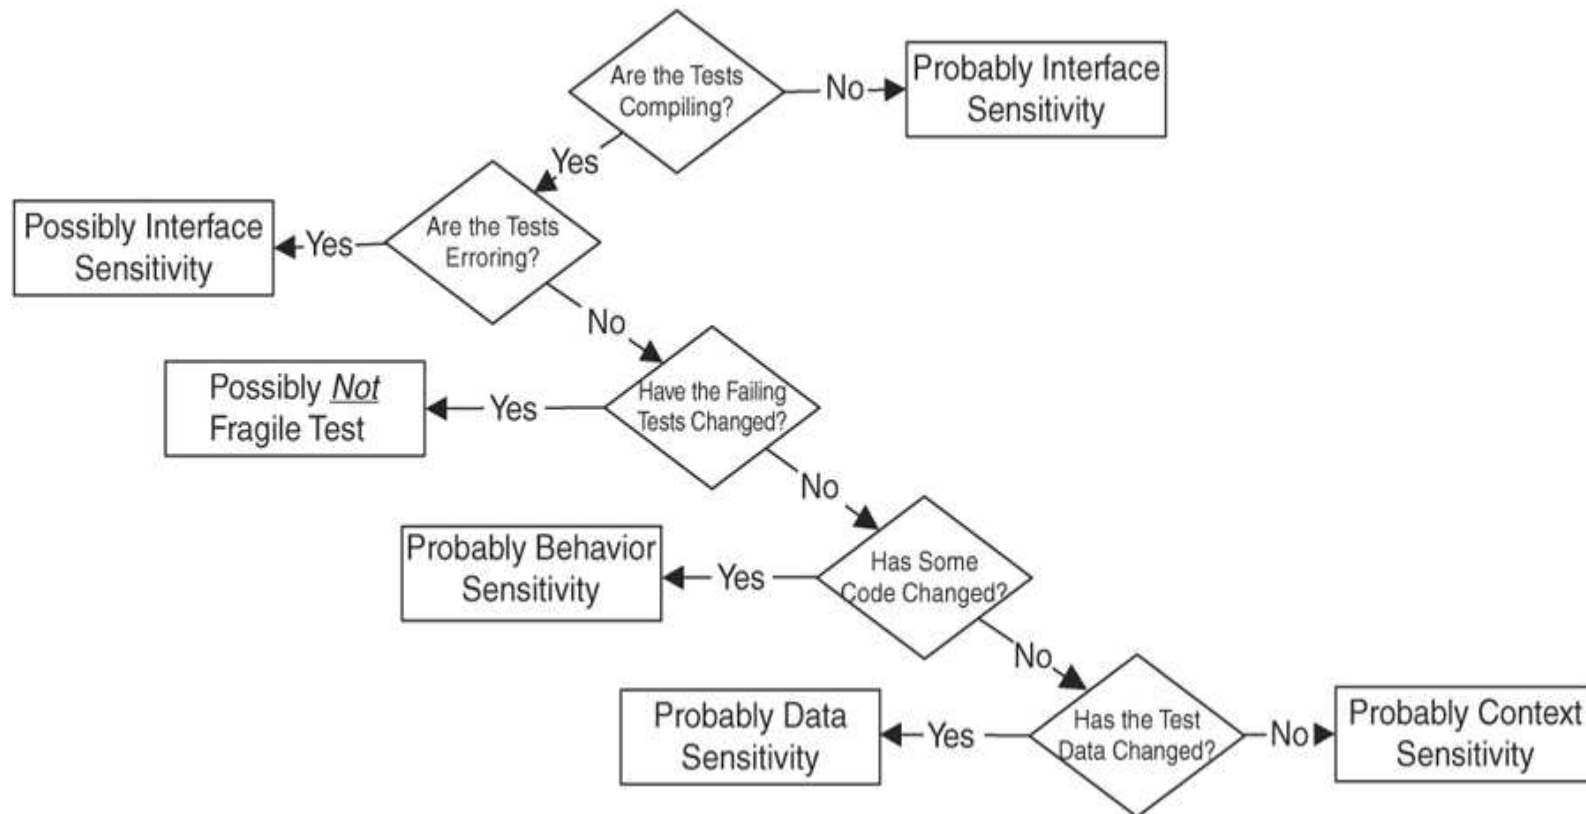 Are the Tests
Compiling?
No
Probably Interface
Sensitivity
Yes
Are the Tests
Erroring?
Yes
Possibly Interface
Sensitivity
No
Have the Failing
Tests Changed?
Yes
Possibly Not
Fragile Test
No
Has Some
Code Changed?
Yes
Probably Behavior
Sensitivity
No
Has the Test
Data Changed?
Yes
Probably Data
Sensitivity
No
Probably Context
Sensitivity